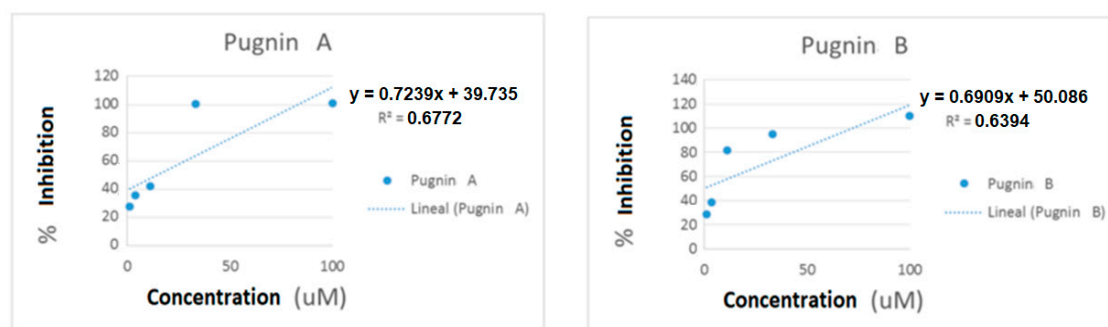 Pugnin A
120
100
80
60
40
20
0
0 50 100
% Inhibition
Concentration (uM)
y = 0.7239x + 39.735
R² = 0.6772
Pugnin A
Lineal (Pugnin A)
Pugnin B
140
120
100
80
60
40
20
0
0 50 100
% Inhibition
Concentration (uM)
y = 0.6909x + 50.086
R² = 0.6394
Pugnin B
Lineal (Pugnin B)